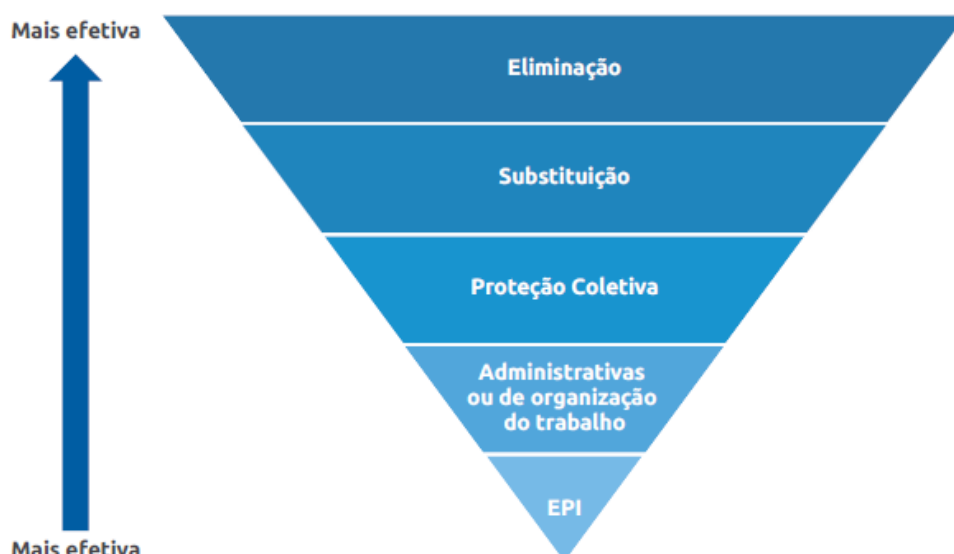 Mais efetiva
Eliminação
Substituição
Proteção Coletiva
Administrativas
ou de organização
do trabalho
EPI
Mais efetiva